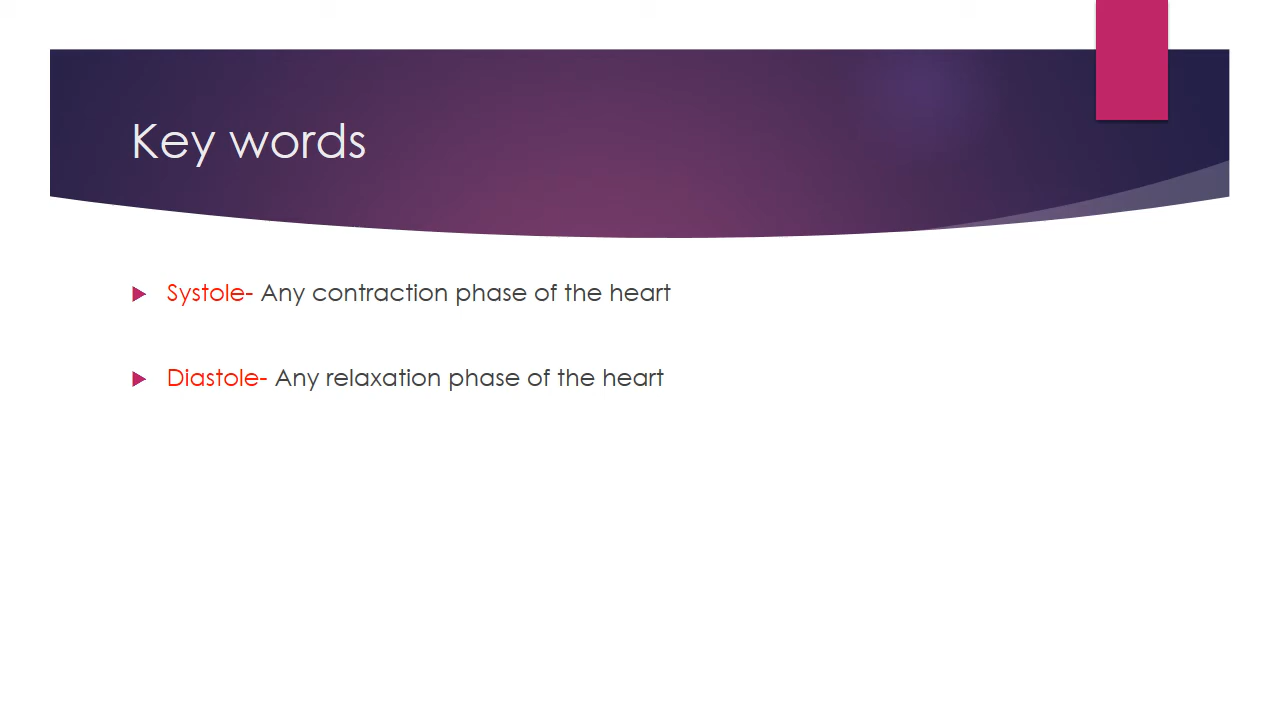 Key words
Systole- Any contraction phase of the heart
Diastole- Any relaxation phase of the heart